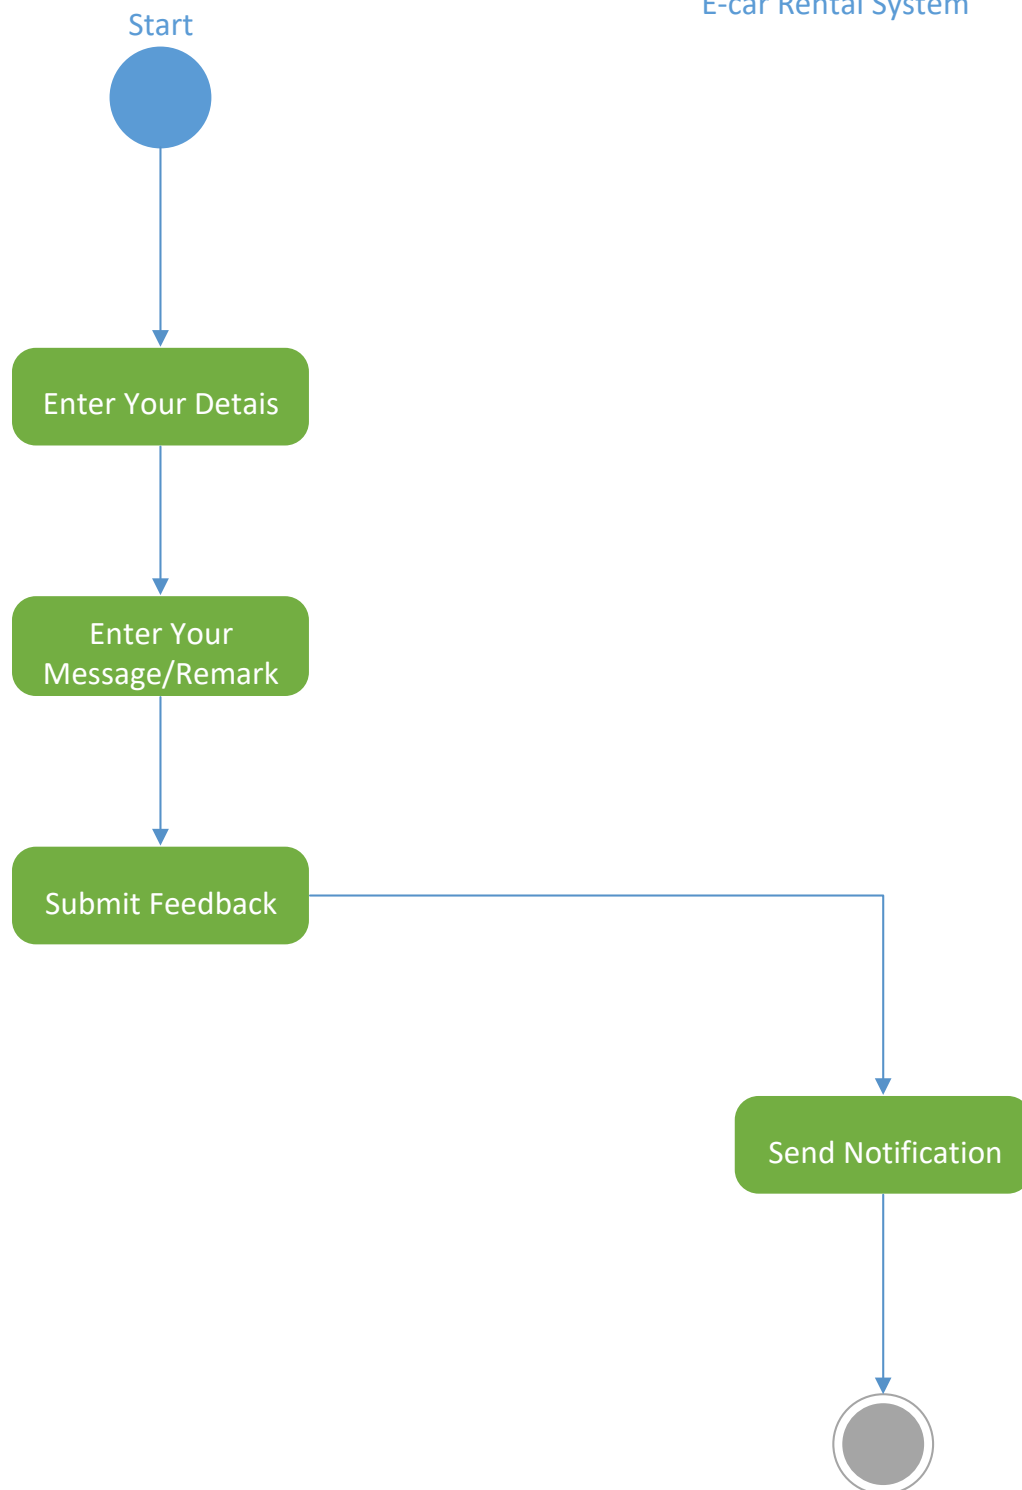 E-car Rental System
Start
Enter Your Detais
Enter Your
Message/Remark
Submit Feedback
Send Notification